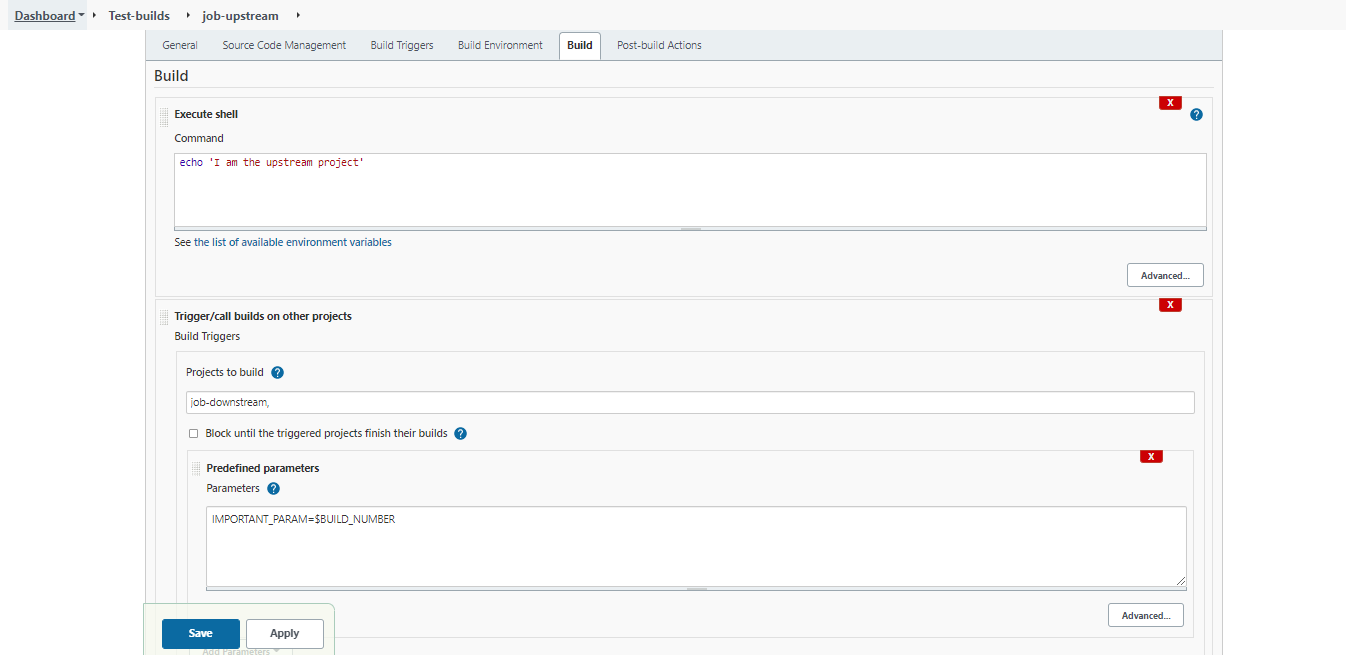 Dashboard Test-builds job-upstream
General Source Code Management Build Triggers Build Environment Build Post-build Actions
Build
X
Execute shell ?
Command
echo 'I am the upstream project'
See the list of available environment variables
Advanced...
X
Trigger/call builds on other projects
Build Triggers
Projects to build ?
job-downstream,
Block until the triggered projects finish their builds ?
X
Predefined parameters
Parameters ?
IMPORTANT_PARAM=$BUILD_NUMBER
Advanced...
Save Apply
Add Parameters